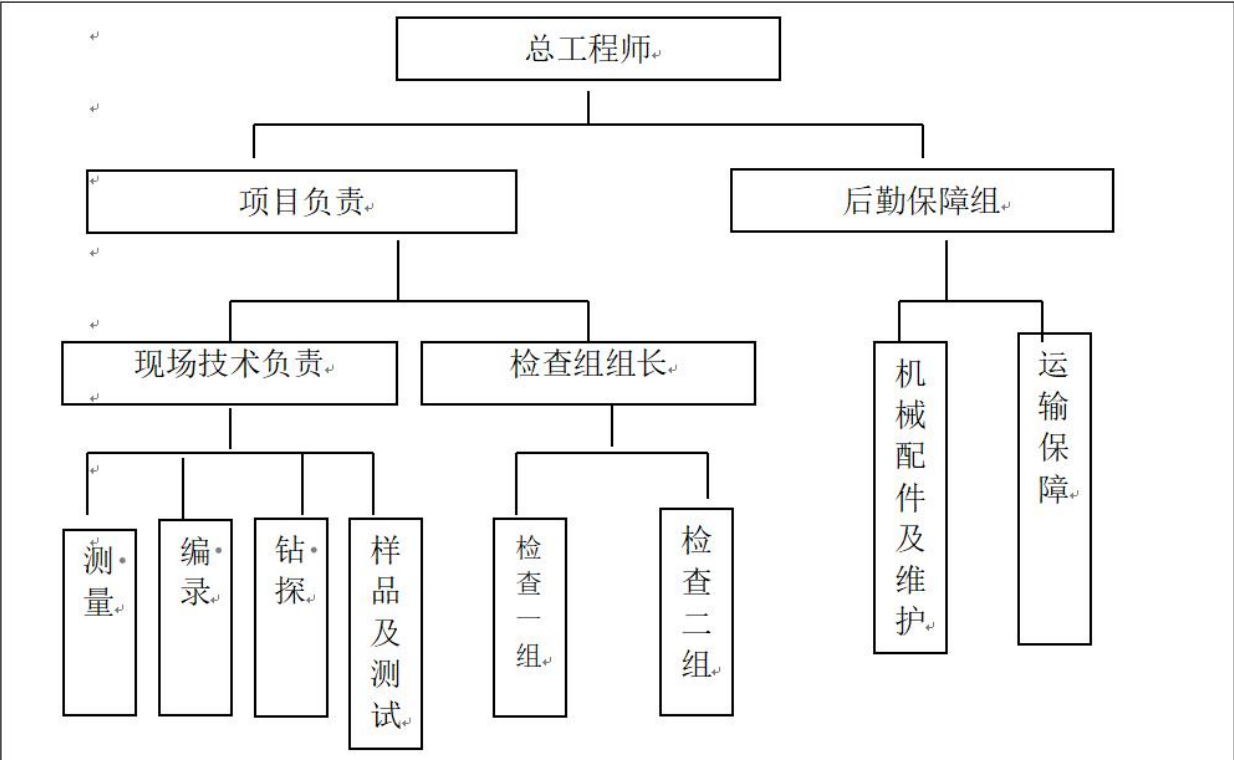 总工程师
项目负责
后勤保障组
现场技术负责
检查组组长
测量
编录
钻探
样品及测试
检查一组
检查二组
机械配件及维护
运输保障